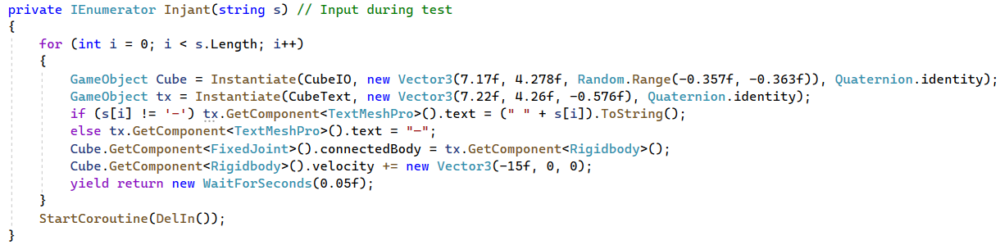 private IEnumerator Injant(string s) // Input during test
{
for (int i = 0; i < s.Length; i++)
{
GameObject Cube = Instantiate(CubeIO, new Vector3(7.17f, 4.278f, Random.Range(-0.357f, -0.363f)), Quaternion.identity);
GameObject tx = Instantiate(CubeText, new Vector3(7.22f, 4.26f, -0.576f), Quaternion.identity);
if (s[i] != '-') tx.GetComponent<TextMeshPro>().text = (" " + s[i]).ToString();
else tx.GetComponent<TextMeshPro>().text = "-";
Cube.GetComponent<FixedJoint>().connectedBody = tx.GetComponent<Rigidbody>();
Cube.GetComponent<Rigidbody>().velocity += new Vector3(-15f, 0, 0);
yield return new WaitForSeconds(0.05f);
}
StartCoroutine(DelIn());
}